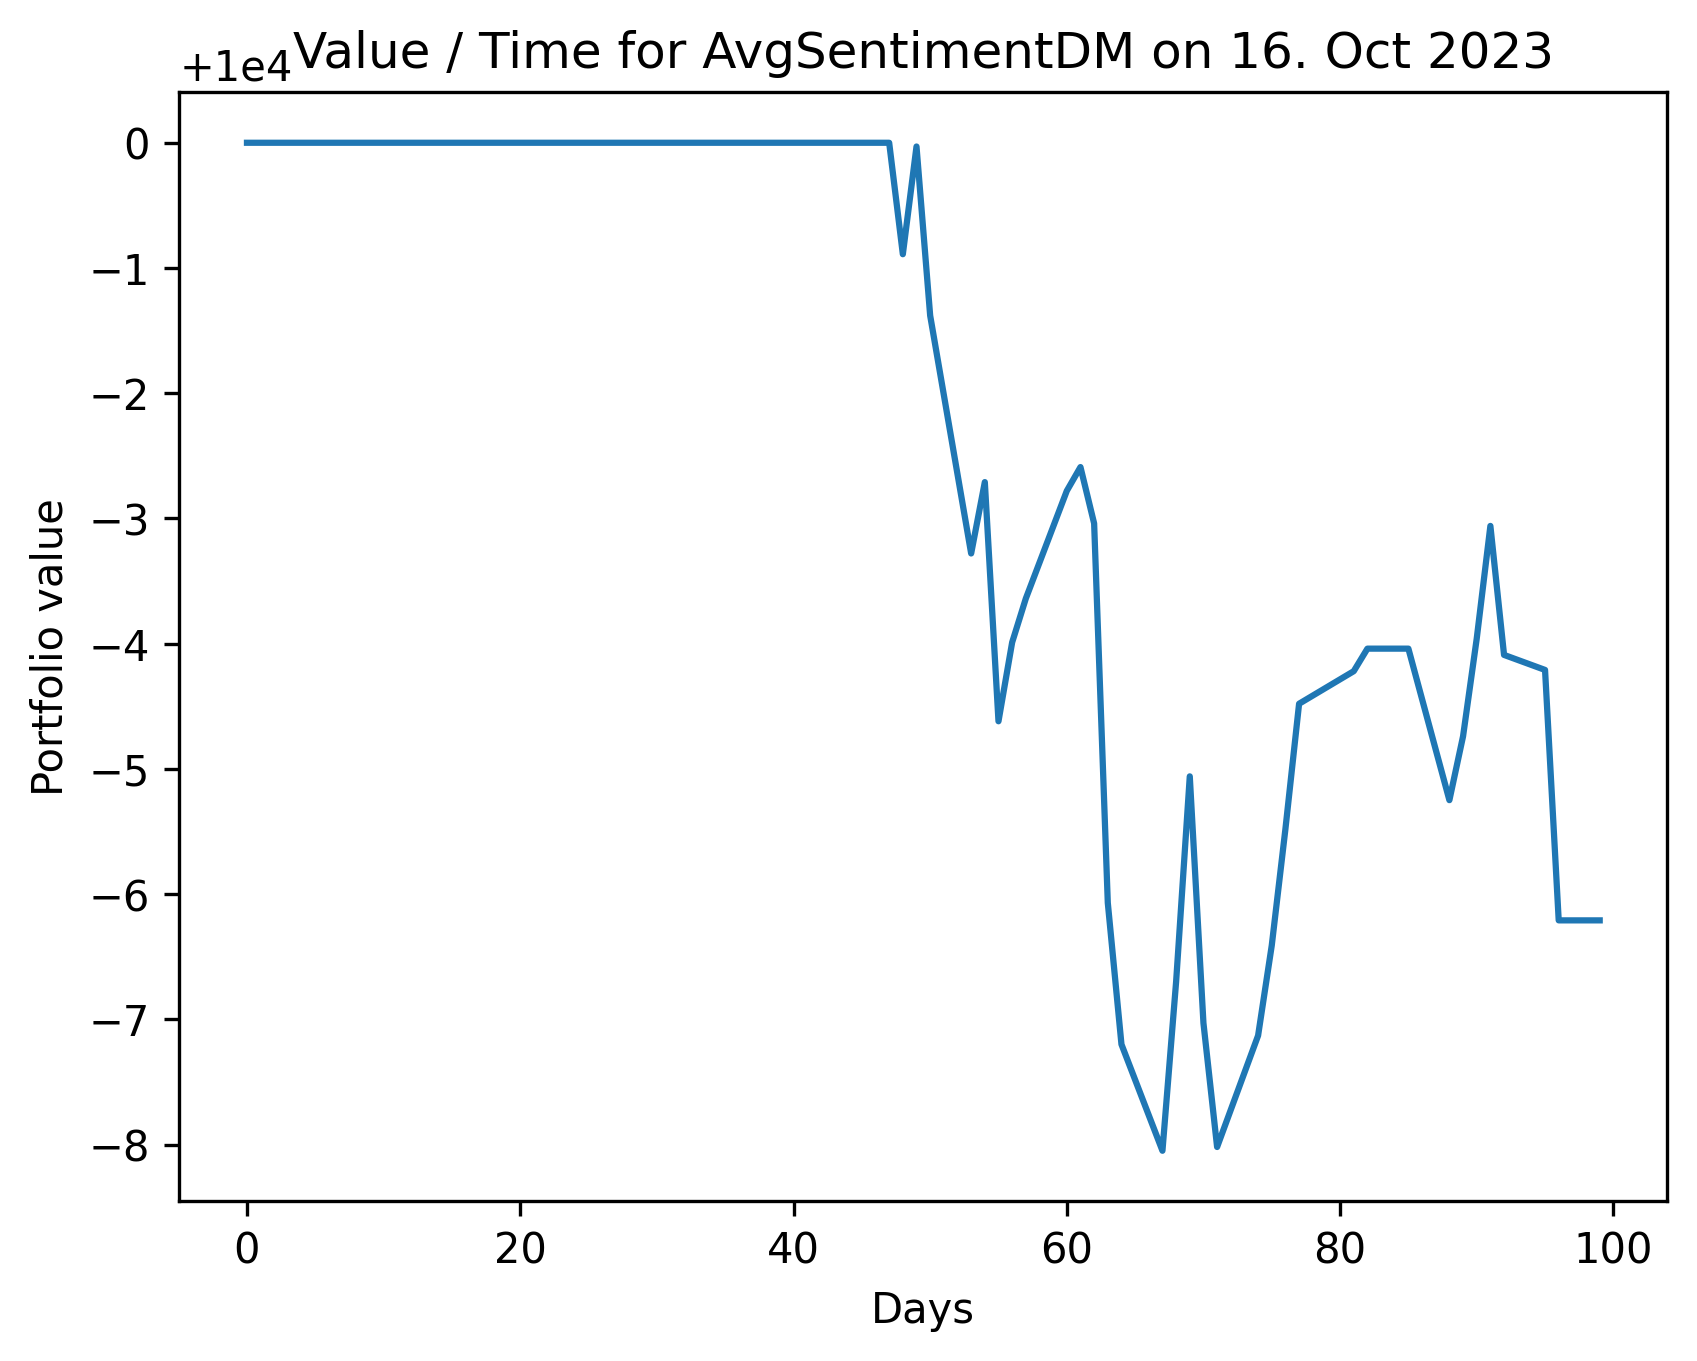 Value / Time for AvgSentimentDM on 16. Oct 2023
+1e4
0
−1
−2
−3
−4
−5
−6
−7
−8
Portfolio value
0 20 40 60 80 100
Days